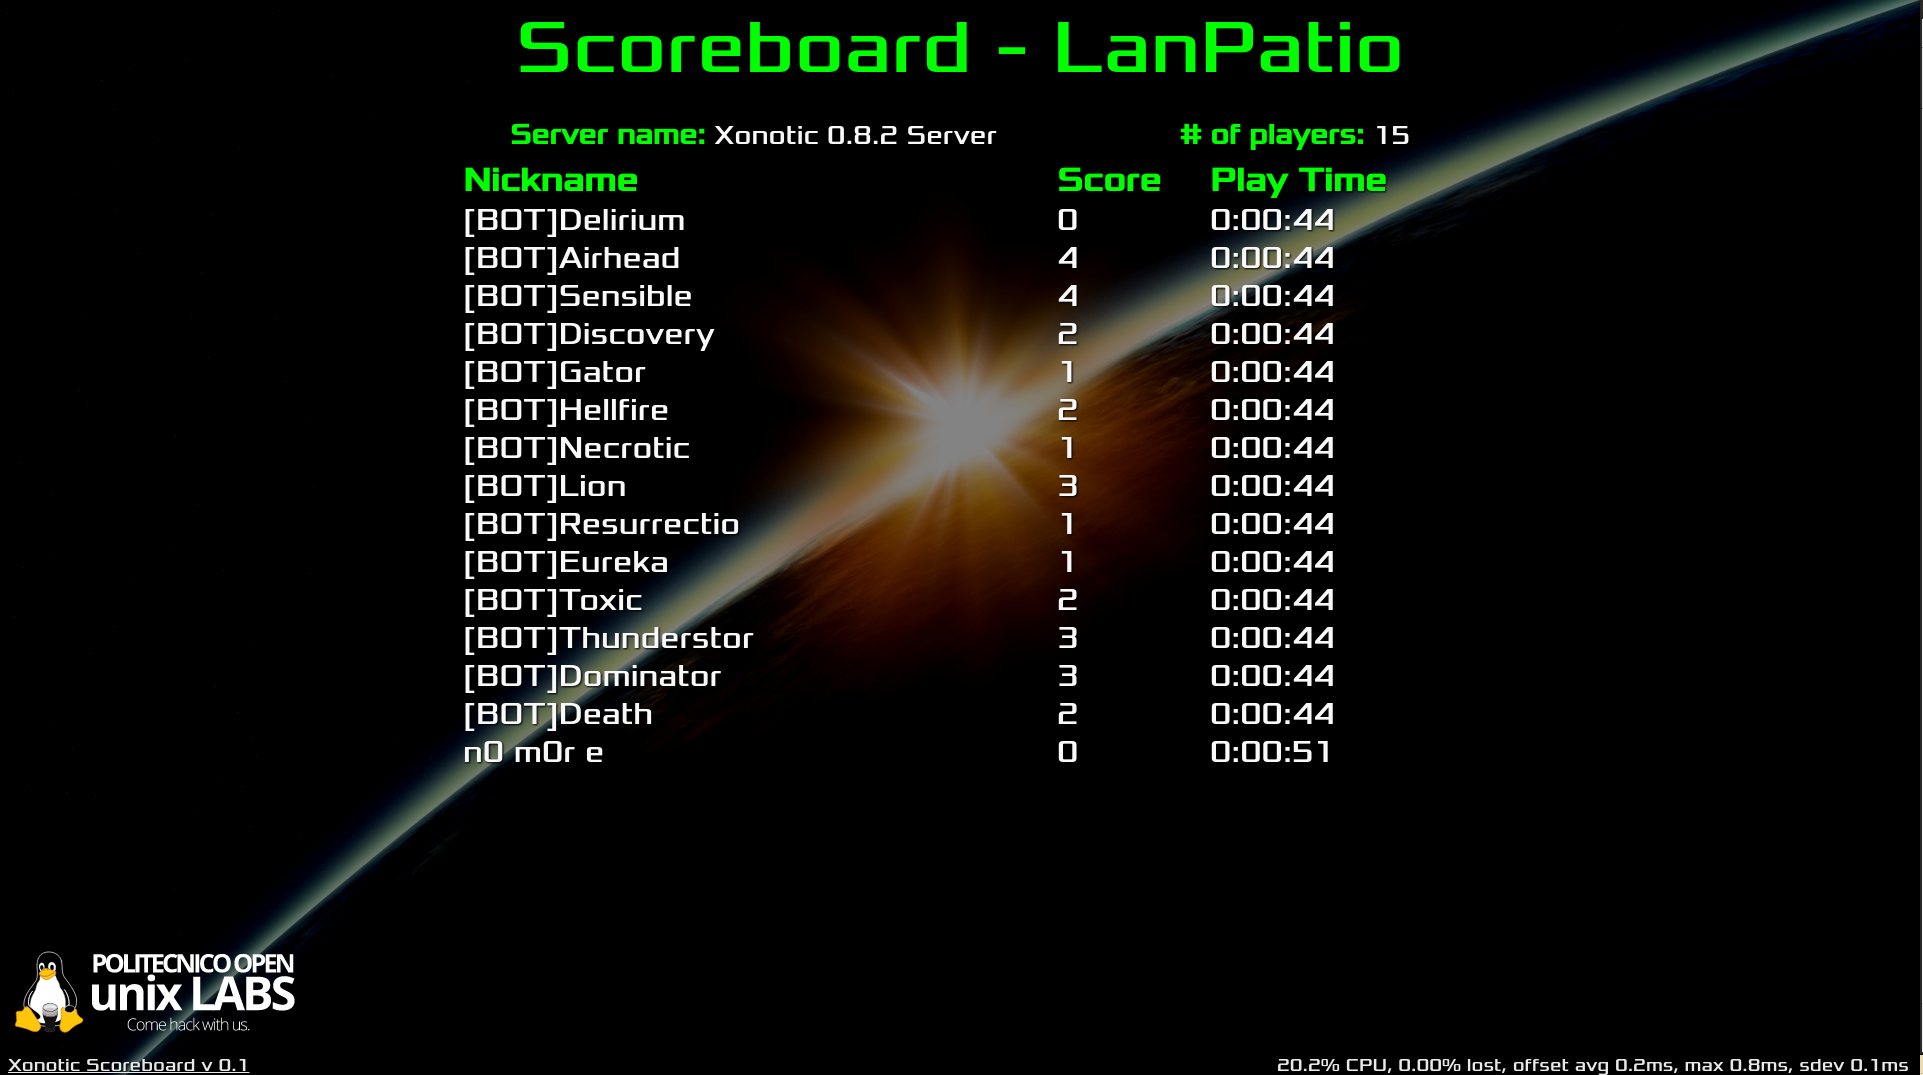 Scoreboard - LanPatio
Server name: Xonotic 0.8.2 Server # of players: 15
Nickname Score Play Time
[BOT]Delirium 0 0:00:44
[BOT]Airhead 4 0:00:44
[BOT]Sensible 4 0:00:44
[BOT]Discovery 2 0:00:44
[BOT]Gator 1 0:00:44
[BOT]Hellfire 2 0:00:44
[BOT]Necrotic 1 0:00:44
[BOT]Lion 3 0:00:44
[BOT]Resurrectio 1 0:00:44
[BOT]Eureka 1 0:00:44
[BOT]Toxic 2 0:00:44
[BOT]Thunderstor 3 0:00:44
[BOT]Dominator 3 0:00:44
[BOT]Death 2 0:00:44
n0 m0r e 0 0:00:51
POLITECNICO OPEN
unix LABS
Come hack with us.
Xonotic Scoreboard v 0.1 20.2% CPU, 0.00% lost, offset avg 0.2ms, max 0.8ms, sdev 0.1ms